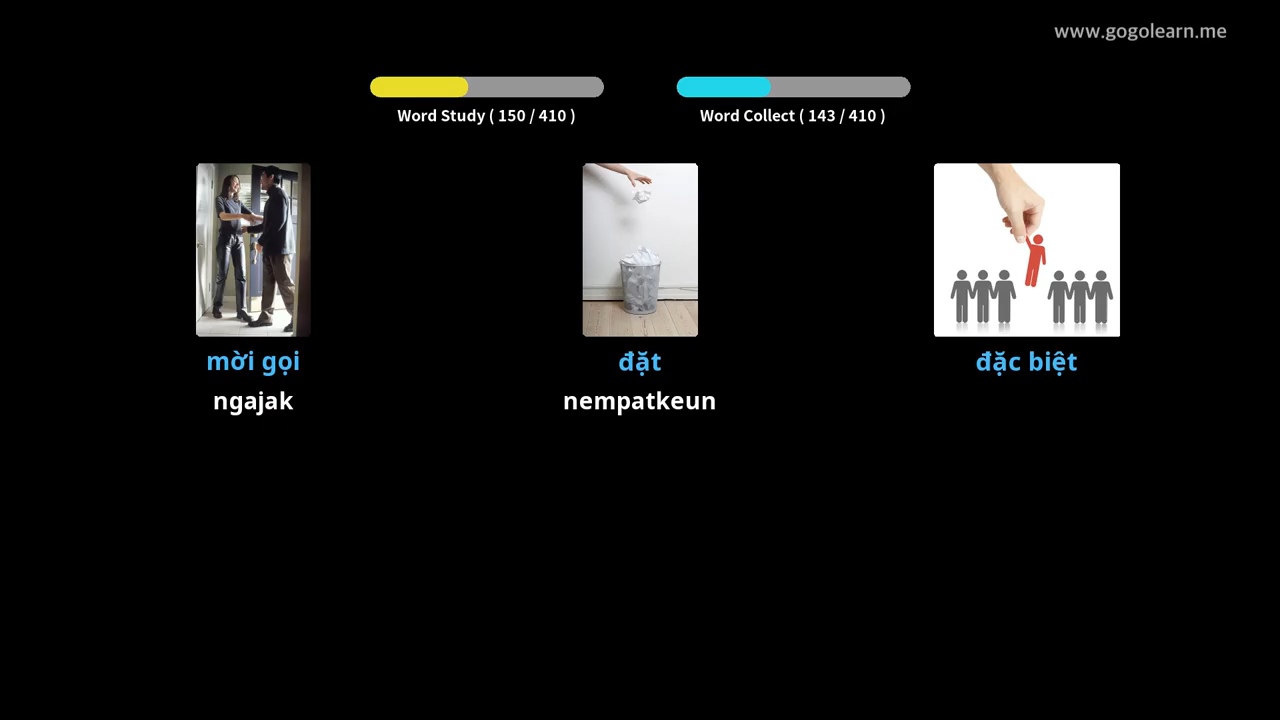 www.gogolearn.me
Word Study ( 150 / 410 )
Word Collect ( 143 / 410 )
mời gọi
ngajak
đặt
nempatkeun
đặc biệt